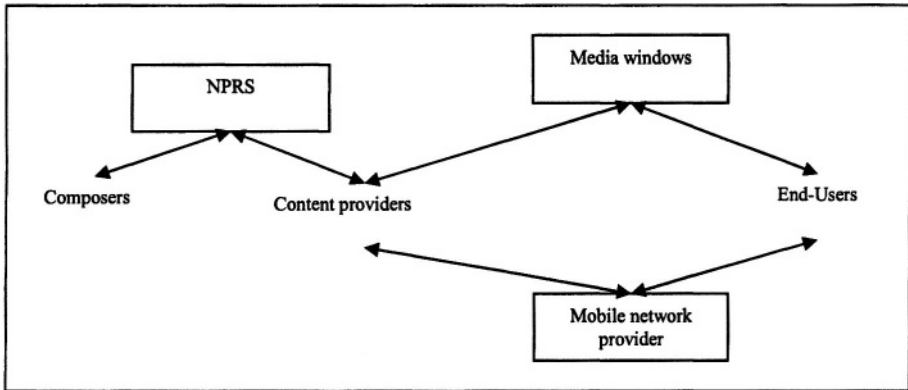 NPRS
Media windows
Composers
Content providers
End-Users
Mobile network
provider